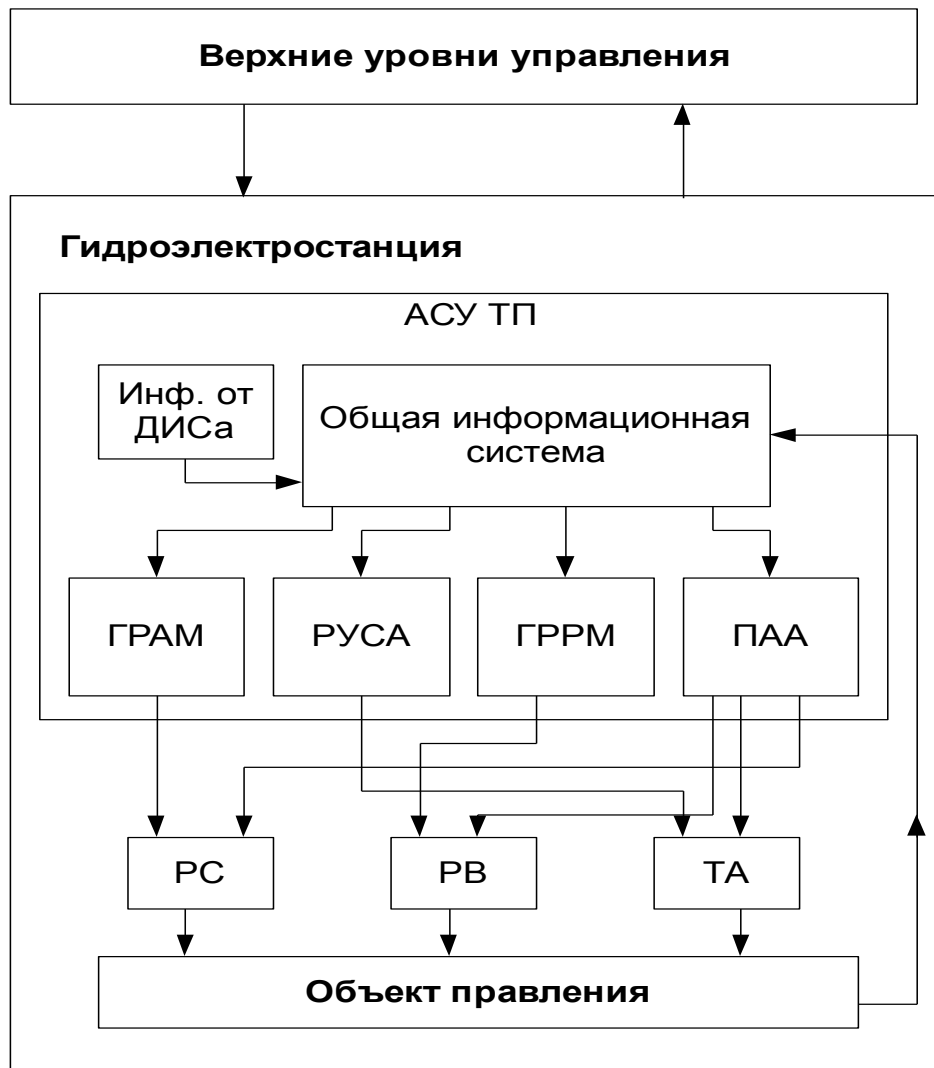 Верхние уровни управления
Гидроэлектростанция
АСУ ТП
Инф. от
ДИСа
Общая информационная
система
ГРАМ
РУСА
ГРРМ
ПАА
РС
РВ
ТА
Объект правления